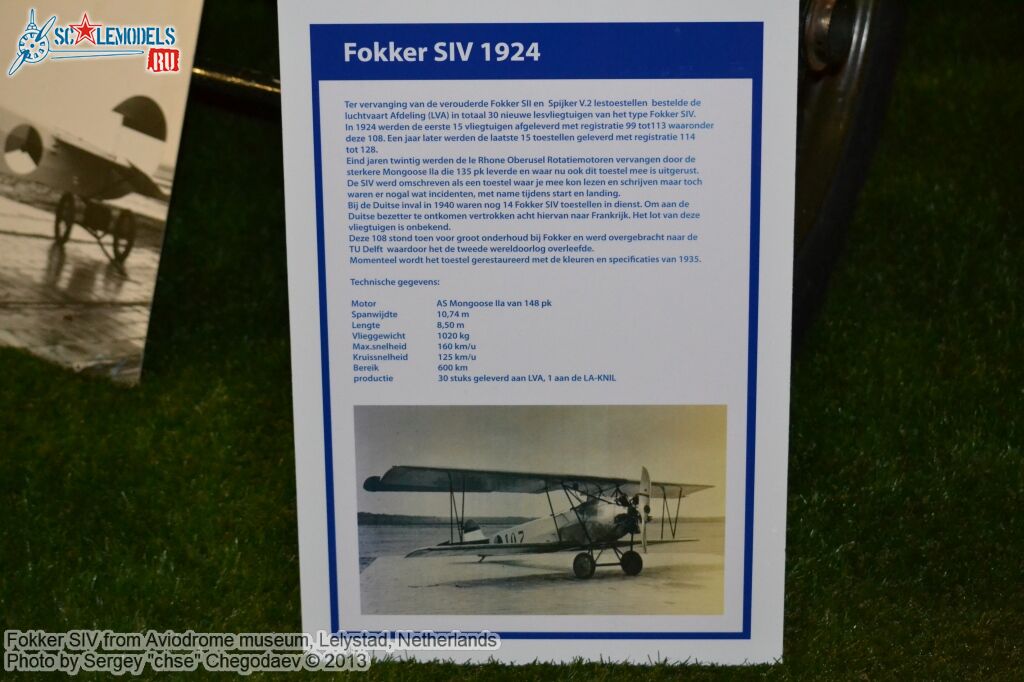 SCALEMODELS
RU
Fokker SIV 1924
Ter vervanging van de verouderde Fokker SII en Spijker V.2 lestoestellen bestelde de
luchtvaart Afdeling (LVA) in totaal 30 nieuwe lesvliegtuigen van het type Fokker SIV.
In 1924 werden de eerste 15 vliegtuigen afgeleverd met registratie 99 tot113 waaronder
deze 108. Een jaar later werden de laatste 15 toestellen geleverd met registratie 114
tot 128.
Eind jaren twintig werden de le Rhone Oberusel Rotatiemotoren vervangen door de
sterkere Mongoose IIa die 135 pk leverde en waar nu ook dit toestel mee is uitgerust.
De SIV werd omschreven als een toestel waar je mee kon lezen en schrijven maar toch
waren er nogal wat incidenten, met name tijdens start en landing.
Bij de Duitse inval in 1940 waren nog 14 Fokker SIV toestellen in dienst. Om aan de
Duitse bezetter te ontkomen vertrokken acht hiervan naar Frankrijk. Het lot van deze
vliegtuigen is onbekend.
Deze 108 stond toen voor groot onderhoud bij Fokker en werd overgebracht naar de
TU Delft waardoor het de tweede wereldoorlog overleefde.
Momenteel wordt het toestel gerestaureerd met de kleuren en specificaties van 1935.
Technische gegevens:
Motor AS Mongoose IIa van 148 pk
Spanwijdte 10,74 m
Lengte 8,50 m
Vlieggewicht 1020 kg
Max.snelheid 160 km/u
Kruissnelheid 125 km/u
Bereik 600 km
productie 30 stuks geleverd aan LVA, 1 aan de LA-KNIL
107
Fokker SIV from Aviodrome museum, Lelystad, Netherlands
Photo by Sergey "chse" Chegodaev © 2013